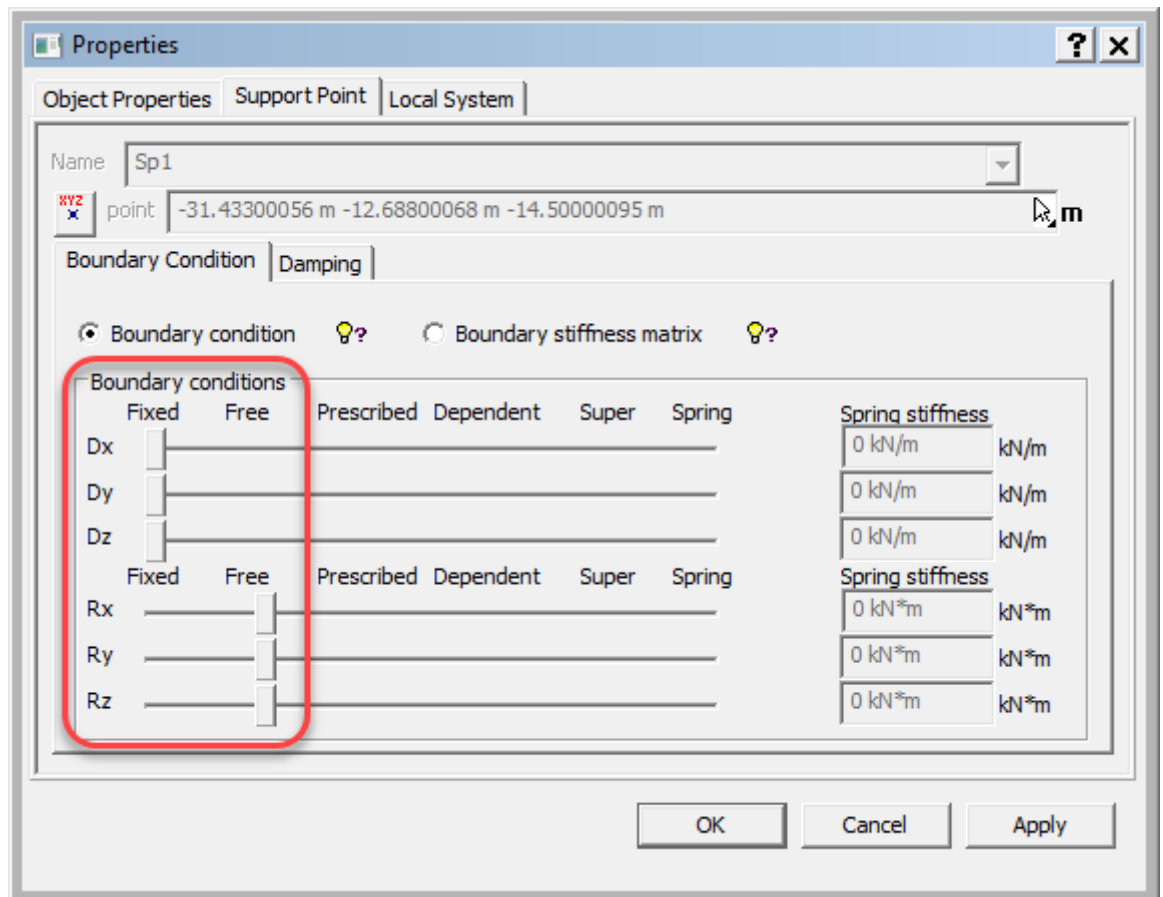 Properties
? X
Object Properties Support Point Local System
Name Sp1
XYZ point -31.43300056 m -12.68800068 m -14.50000095 m m
Boundary Condition Damping
Boundary condition ? Boundary stiffness matrix ?
Boundary conditions
Fixed Free Prescribed Dependent Super Spring Spring stiffness
Dx 0 kN/m kN/m
Dy 0 kN/m kN/m
Dz 0 kN/m kN/m
Fixed Free Prescribed Dependent Super Spring Spring stiffness
Rx 0 kN*m kN*m
Ry 0 kN*m kN*m
Rz 0 kN*m kN*m
OK Cancel Apply